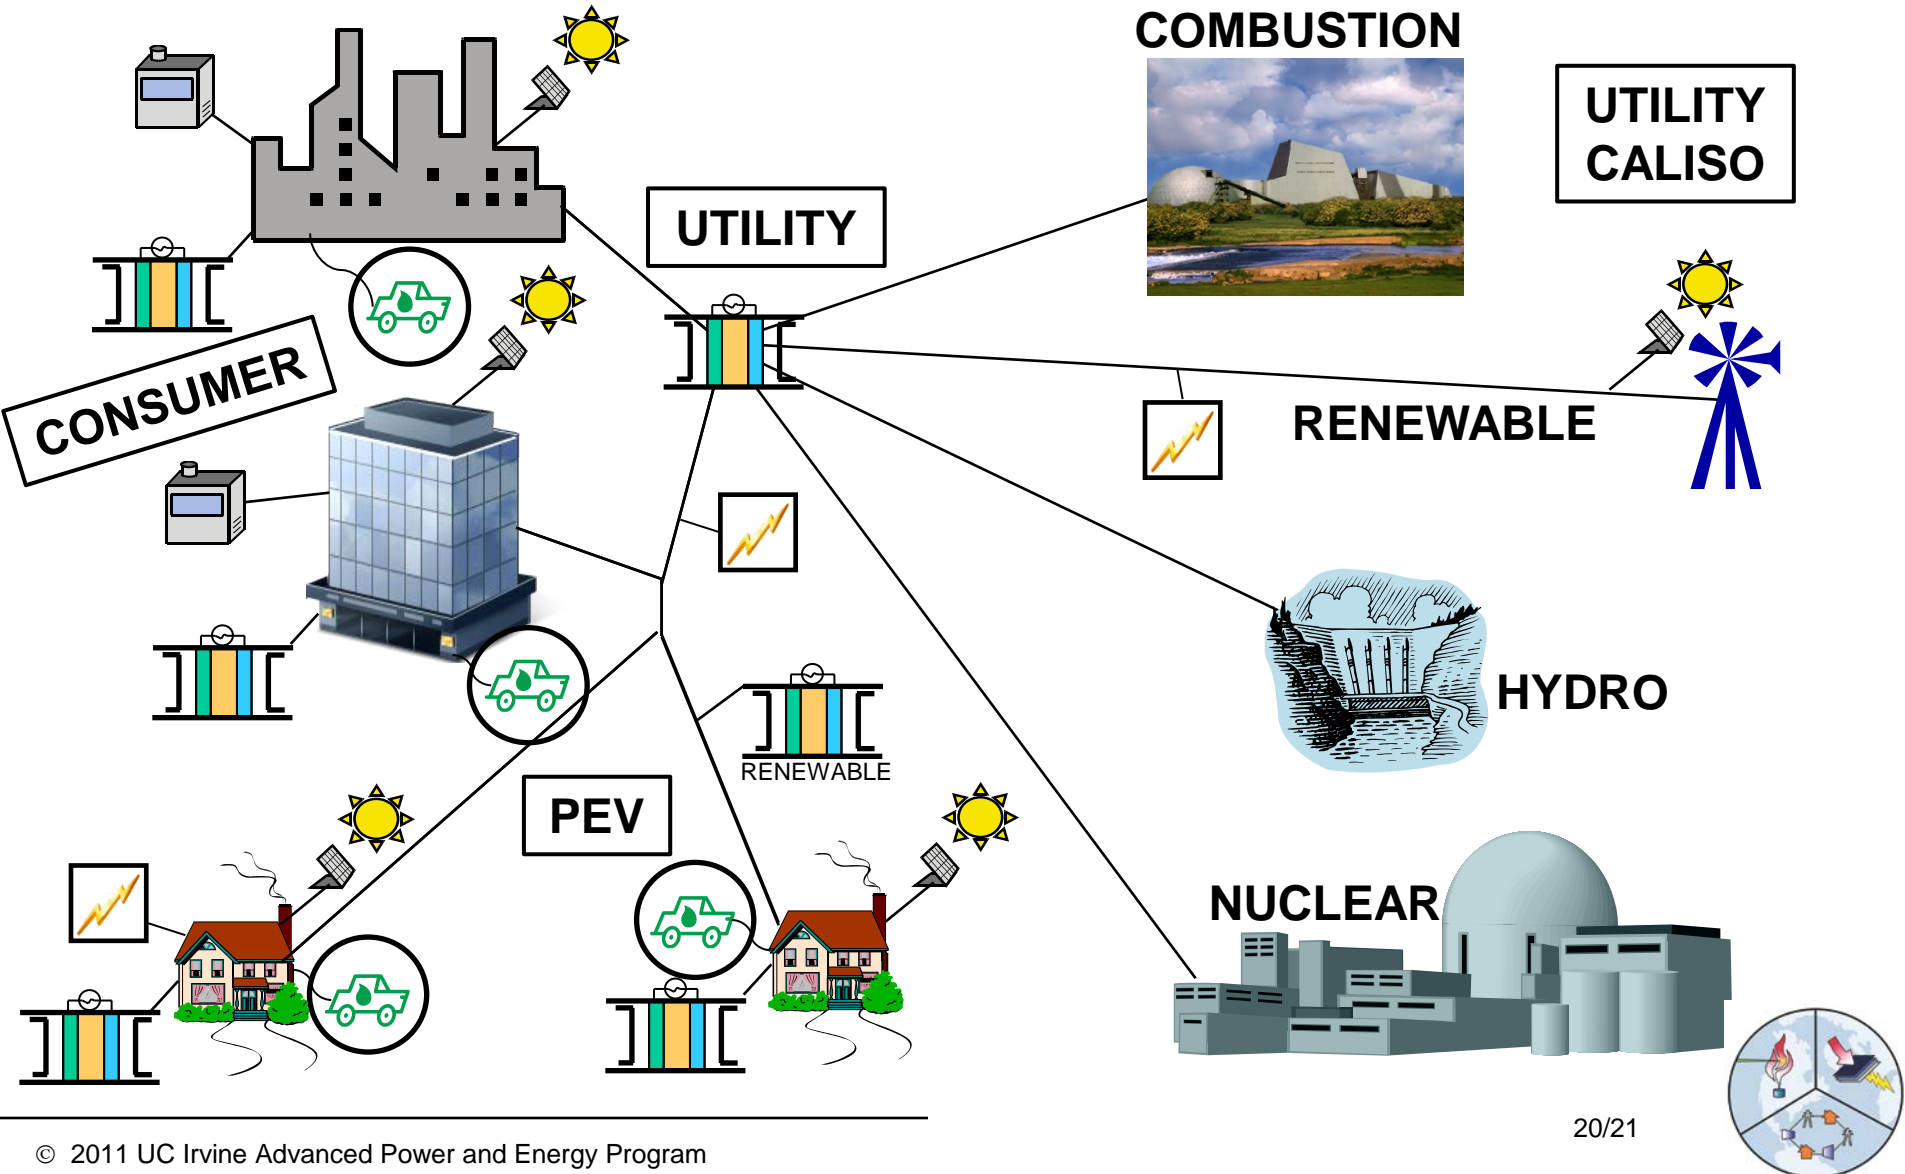 COMBUSTION
UTILITY
CALISO
UTILITY
CONSUMER
RENEWABLE
HYDRO
RENEWABLE
PEV
NUCLEAR
20/21
© 2011 UC Irvine Advanced Power and Energy Program